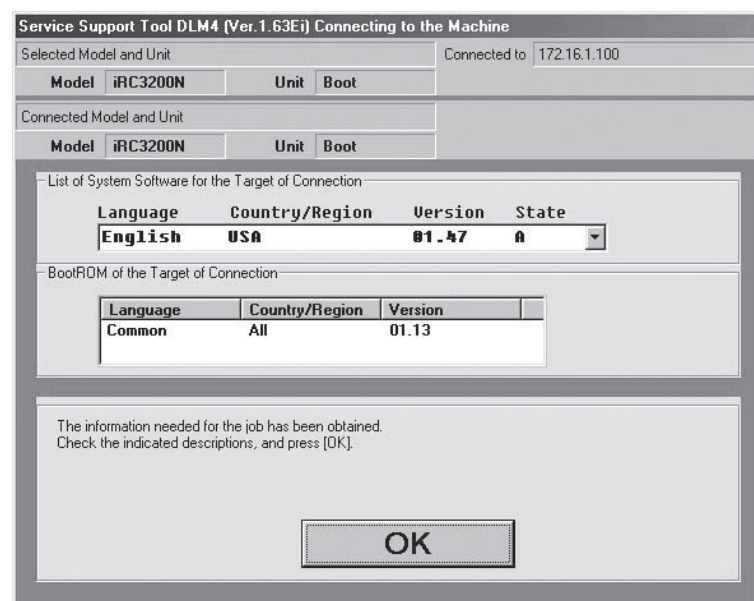 Service Support Tool DLM4 (Ver.1.63Ei) Connecting to the Machine
Selected Model and Unit
Connected to 172.16.1.100
Model iRC3200N Unit Boot
Connected Model and Unit
Model iRC3200N Unit Boot
List of System Software for the Target of Connection
Language Country/Region Version State
English USA 01.47 A
BootROM of the Target of Connection
Language Country/Region Version
Common All 01.13
The information needed for the job has been obtained.
Check the indicated descriptions, and press [OK].
OK